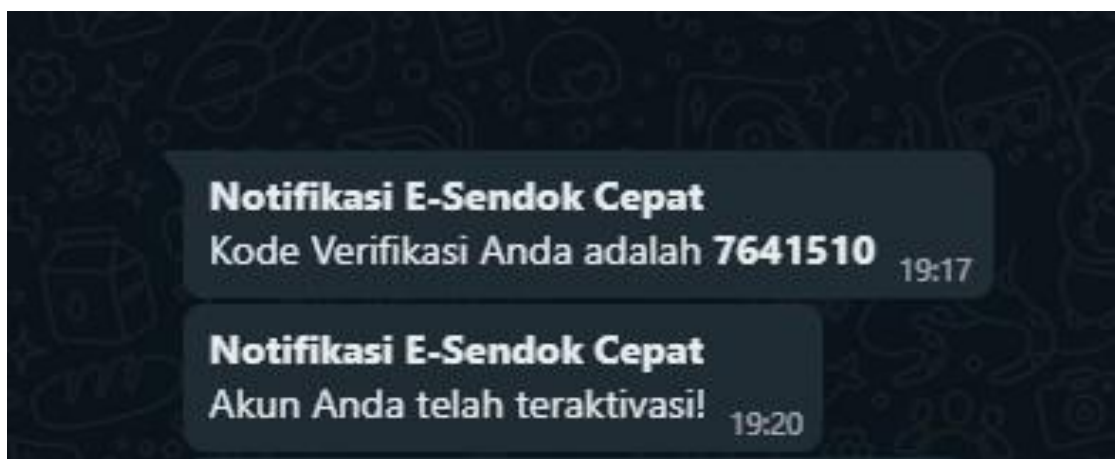 Notifikasi E-Sendok Cepat
Kode Verifikasi Anda adalah 7641510 19:17
Notifikasi E-Sendok Cepat
Akun Anda telah teraktivasi! 19:20